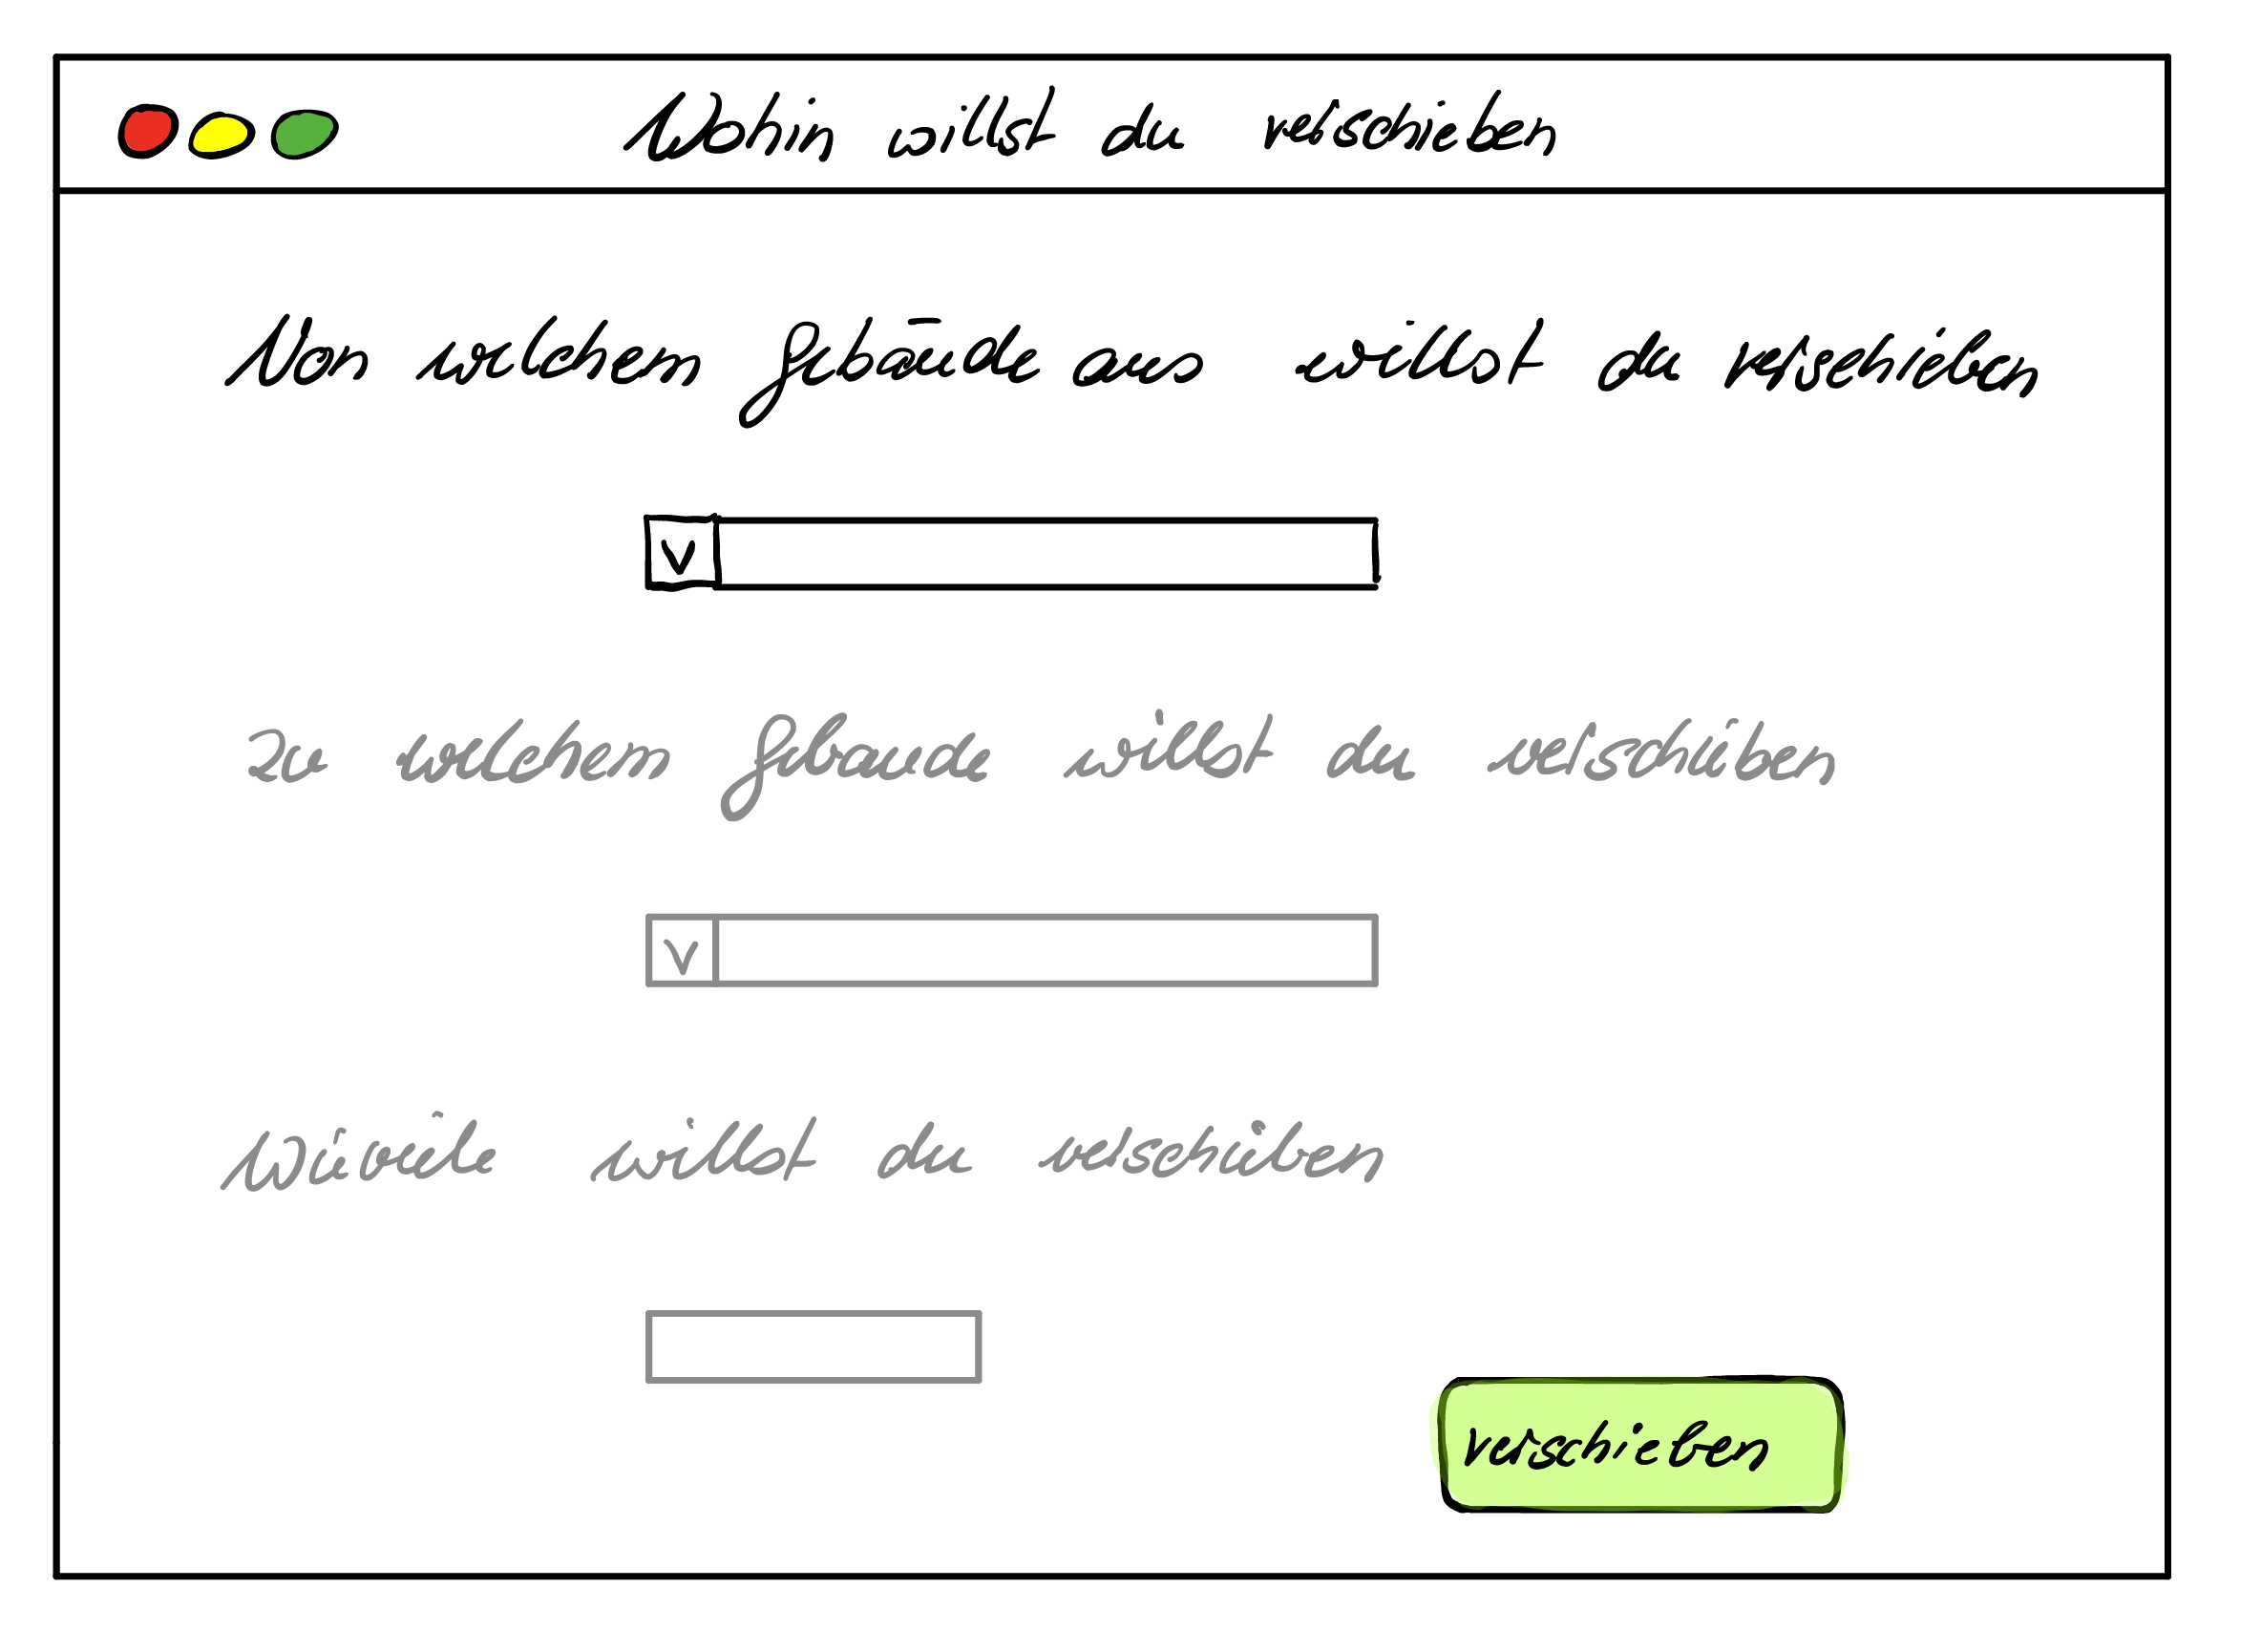 Wohin willst du verschieben
Von welchem Gebäude aus willst du verschieben
Zu welchem Gebäude willst du verschieben
Wieviele willst du verschieben
verschieben